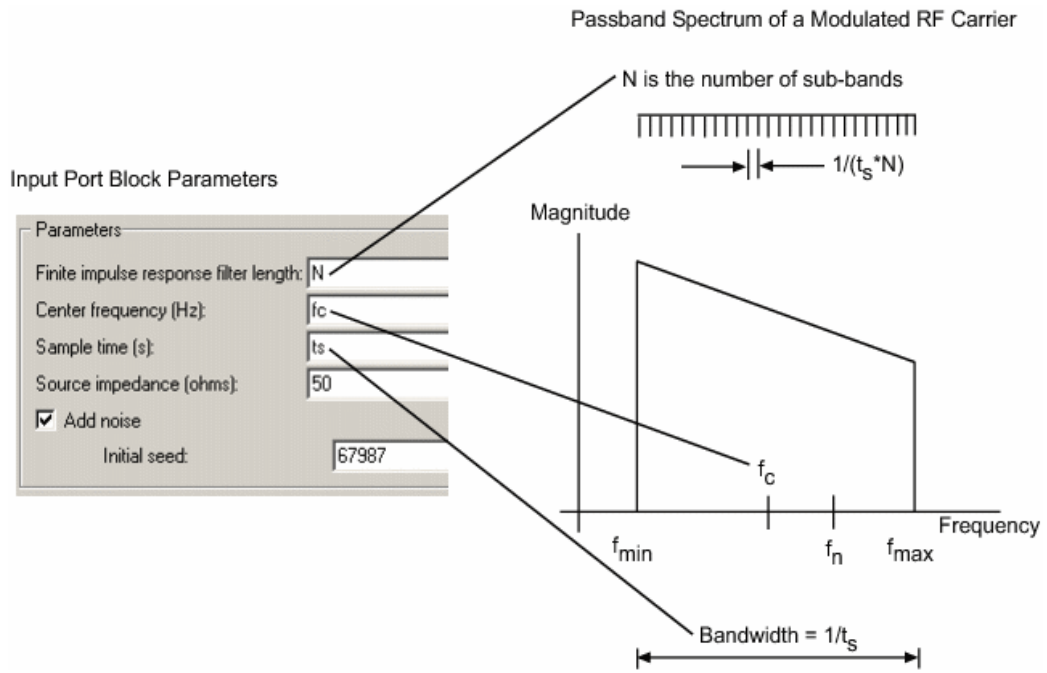 Passband Spectrum of a Modulated RF Carrier
N is the number of sub-bands
1/(ts*N)
Input Port Block Parameters
Parameters
Finite impulse response filter length: N
Center frequency (Hz): fc
Sample time (s): ts
Source impedance (ohms): 50
Add noise
Initial seed: 67987
Magnitude
fc
Frequency
fmin
fn
fmax
Bandwidth = 1/ts